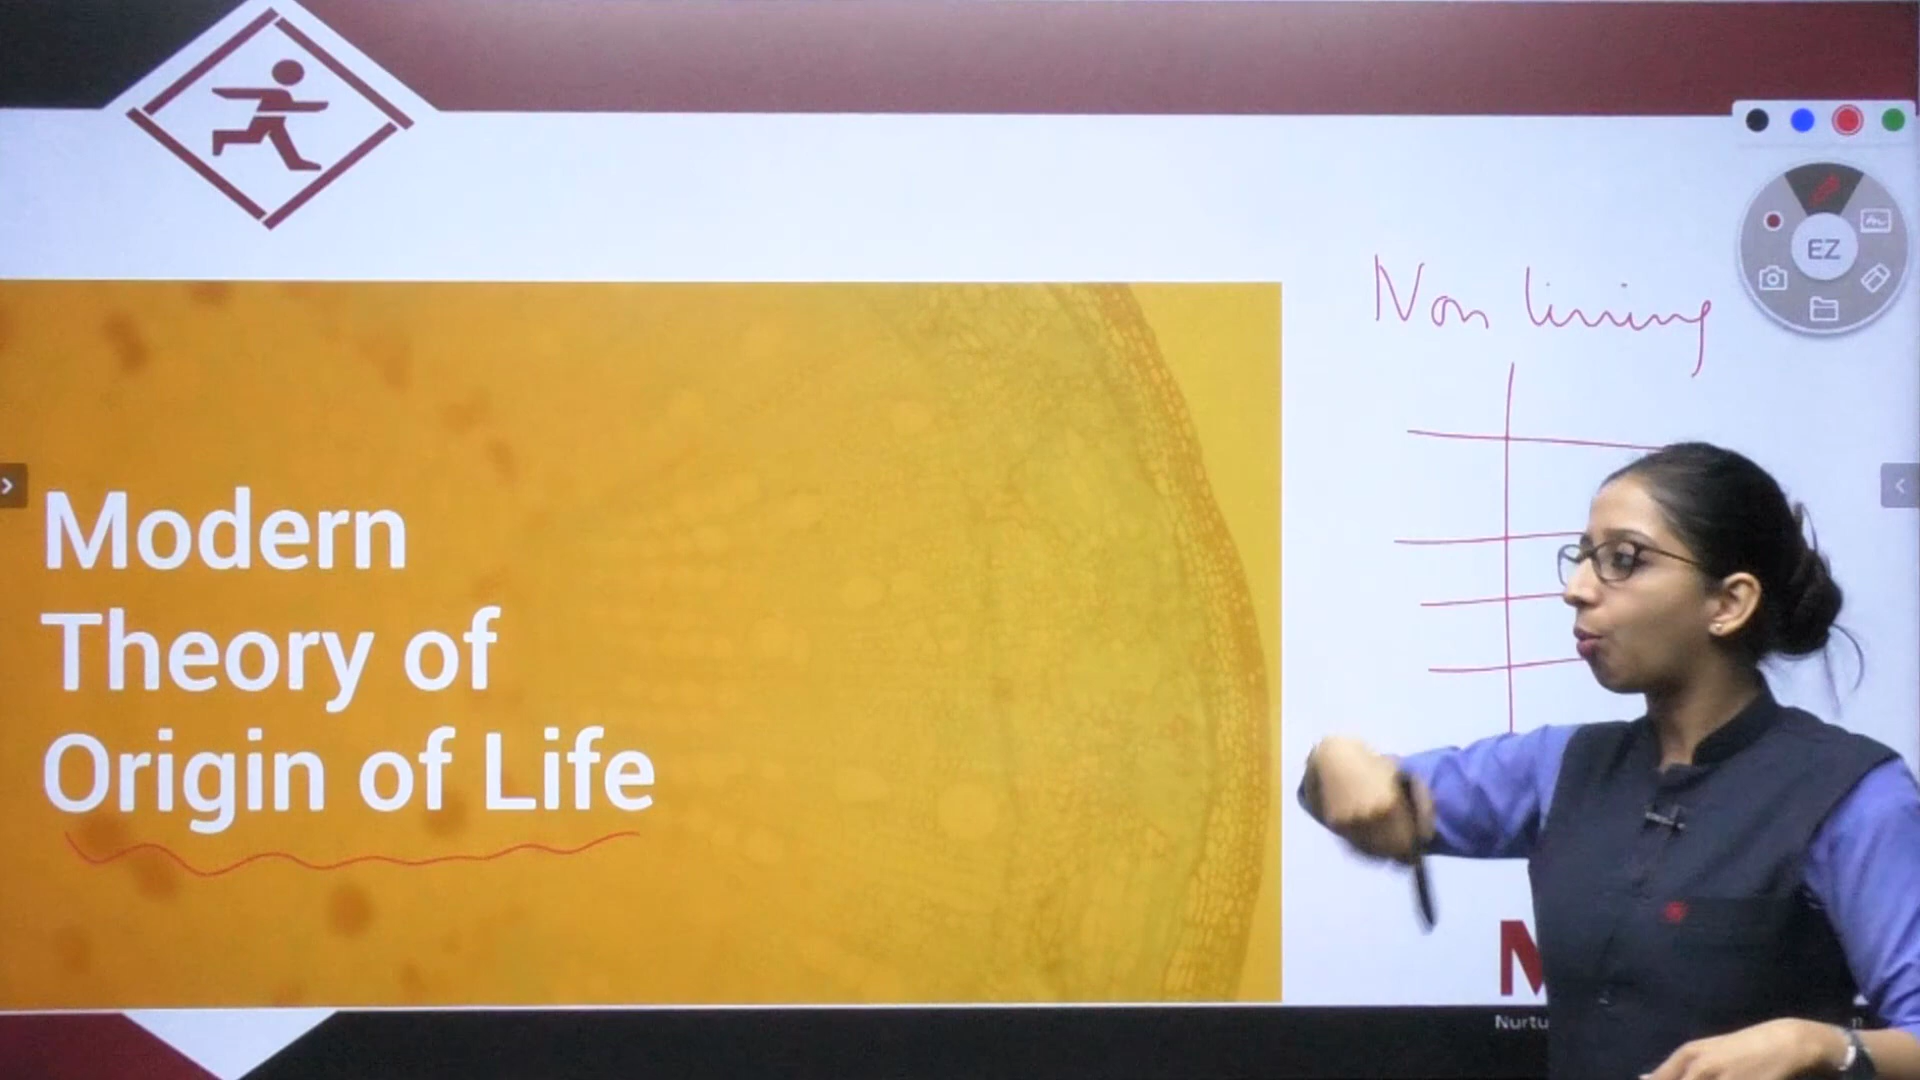 EZ
Non living
Modern
Theory of
Origin of Life